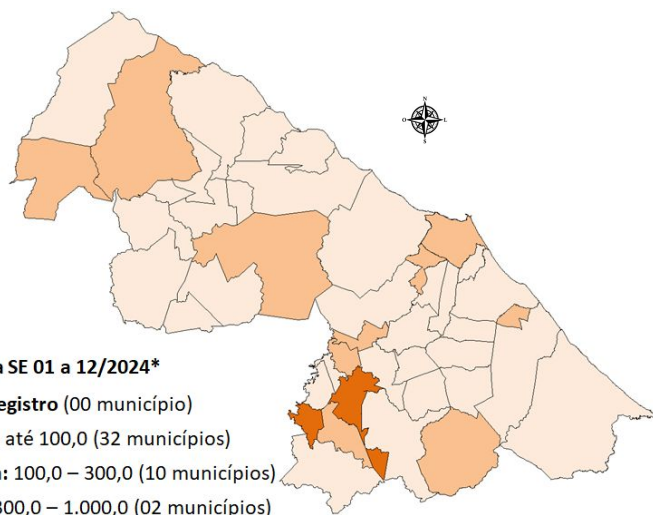 N
O L
S
SE 01 a 12/2024*
egistro (00 município)
até 100,0 (32 municípios)
: 100,0 – 300,0 (10 municípios)
300,0 – 1.000,0 (02 municípios)